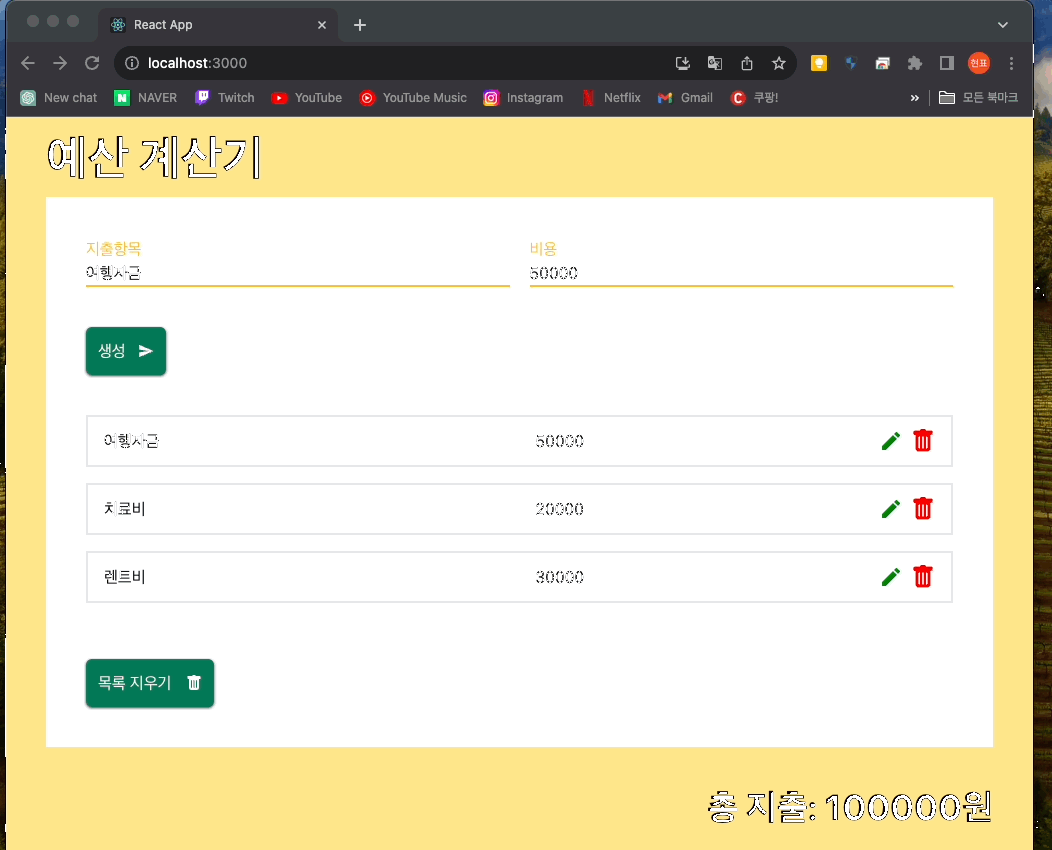 React App
localhost:3000
New chat NAVER Twitch YouTube YouTube Music Instagram Netflix Gmail 쿠팡! » 모든 북마크
현표
예산 계산기
지출항목 비용
여행자금 50000
생성
여행자금 50000
치료비 20000
렌트비 30000
목록 지우기
총 지출: 100000원